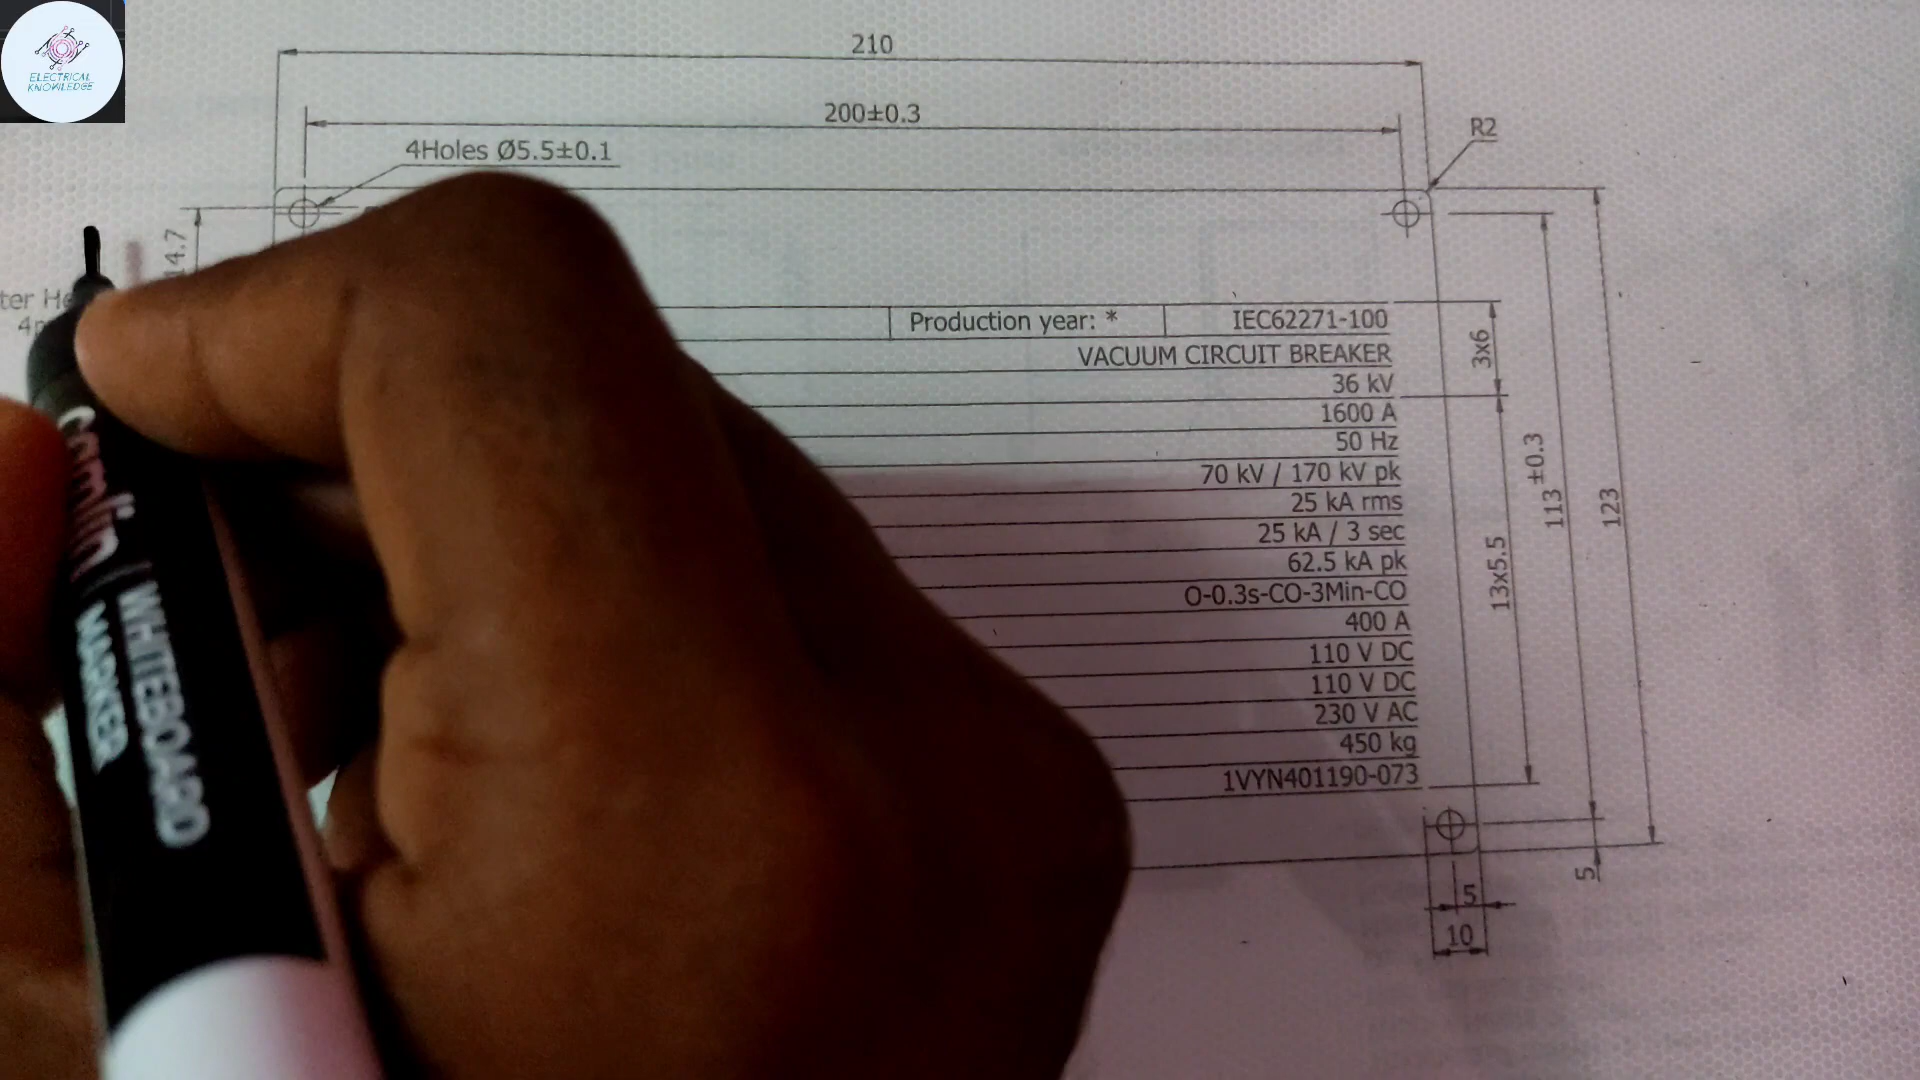 ELECTRICAL
KNOWLEDGE
210
200±0.3
4Holes Ø5.5±0.1
R2
14.7
Production year: *
IEC62271-100
VACUUM CIRCUIT BREAKER
36 kV
1600 A
50 Hz
70 kV / 170 kV pk
25 kA rms
25 kA / 3 sec
62.5 kA pk
O-0.3s-CO-3Min-CO
400 A
110 V DC
110 V DC
230 V AC
450 kg
1VYN401190-073
3x6
13x5.5
113 ±0.3
123
5
5
10
camlin
WHITEBOARD
MARKER